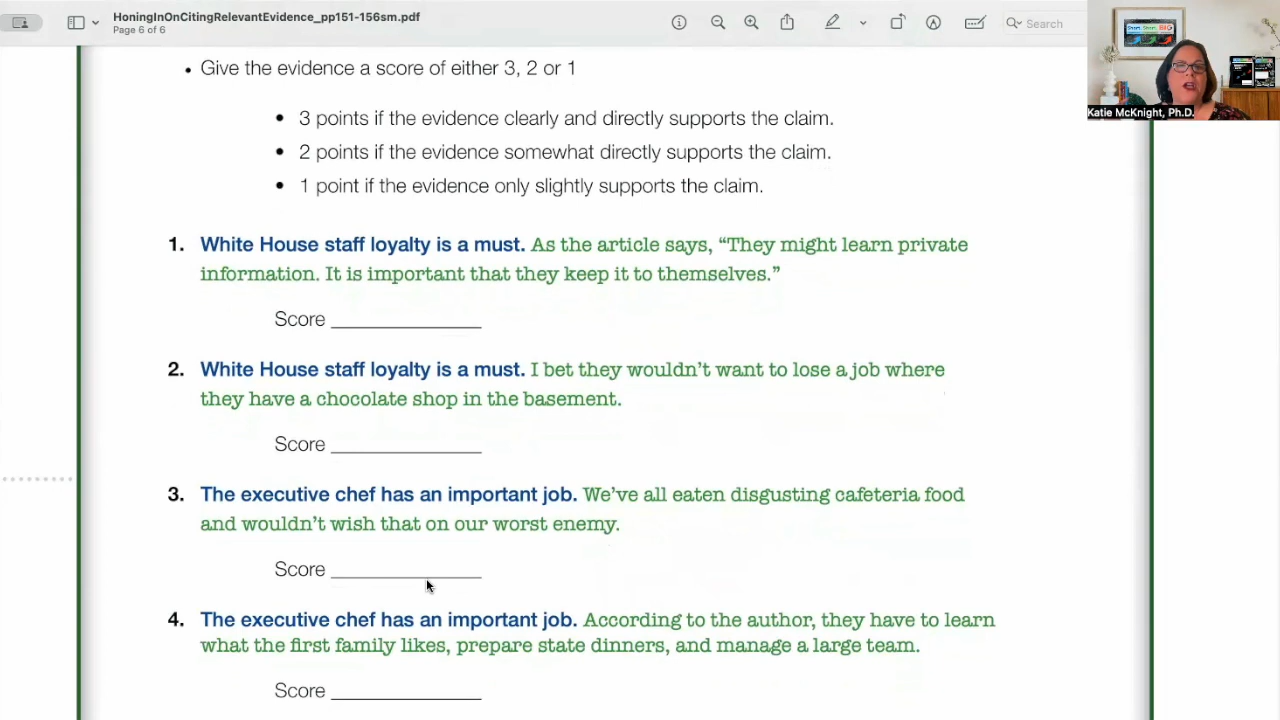 HoningInOnCitingRelevantEvidence_pp151-156sm.pdf
Page 6 of 6
Search
Katie McKnight, Ph.D.
• Give the evidence a score of either 3, 2 or 1
• 3 points if the evidence clearly and directly supports the claim.
• 2 points if the evidence somewhat directly supports the claim.
• 1 point if the evidence only slightly supports the claim.
1. White House staff loyalty is a must. As the article says, “They might learn private
information. It is important that they keep it to themselves.”
Score ____________
2. White House staff loyalty is a must. I bet they wouldn’t want to lose a job where
they have a chocolate shop in the basement.
Score ____________
3. The executive chef has an important job. We’ve all eaten disgusting cafeteria food
and wouldn’t wish that on our worst enemy.
Score ____________
4. The executive chef has an important job. According to the author, they have to learn
what the first family likes, prepare state dinners, and manage a large team.
Score ____________